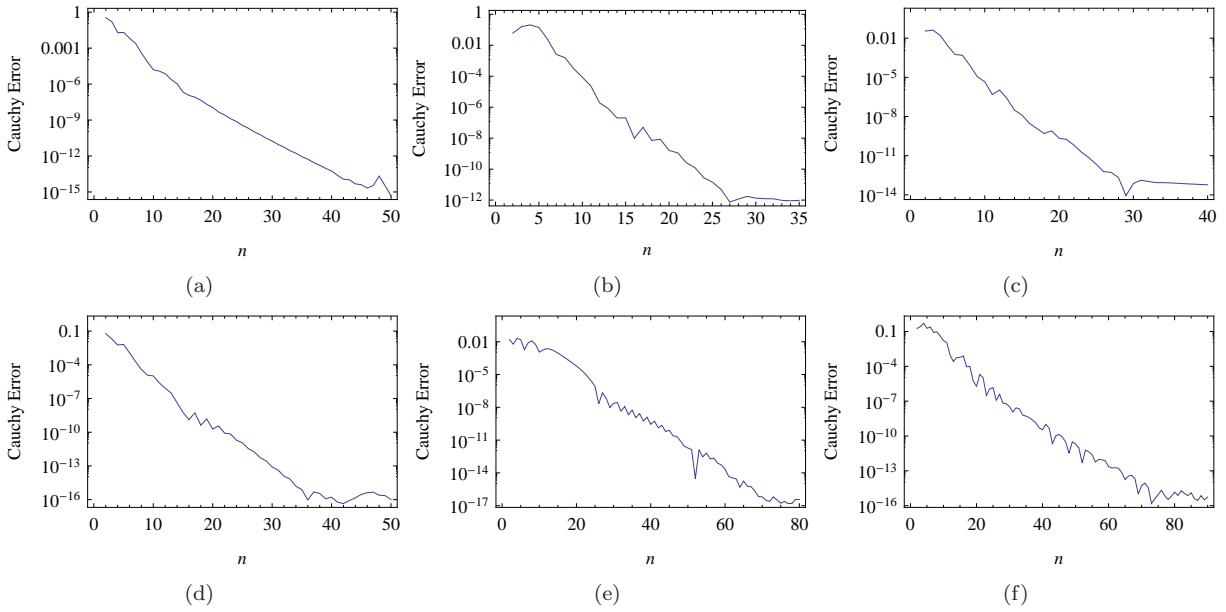 1
0.001
10⁻⁶
10⁻⁹
10⁻¹²
10⁻¹⁵
Cauchy Error
0 10 20 30 40 50
n
(a)
1
0.01
10⁻⁴
10⁻⁶
10⁻⁸
10⁻¹⁰
10⁻¹²
Cauchy Error
0 5 10 15 20 25 30 35
n
(b)
0.01
10⁻⁵
10⁻⁸
10⁻¹¹
10⁻¹⁴
Cauchy Error
0 10 20 30 40
n
(c)
0.1
10⁻⁴
10⁻⁷
10⁻¹⁰
10⁻¹³
10⁻¹⁶
Cauchy Error
0 10 20 30 40 50
n
(d)
0.01
10⁻⁵
10⁻⁸
10⁻¹¹
10⁻¹⁴
10⁻¹⁷
Cauchy Error
0 20 40 60 80
n
(e)
0.1
10⁻⁴
10⁻⁷
10⁻¹⁰
10⁻¹³
10⁻¹⁶
Cauchy Error
0 20 40 60 80
n
(f)